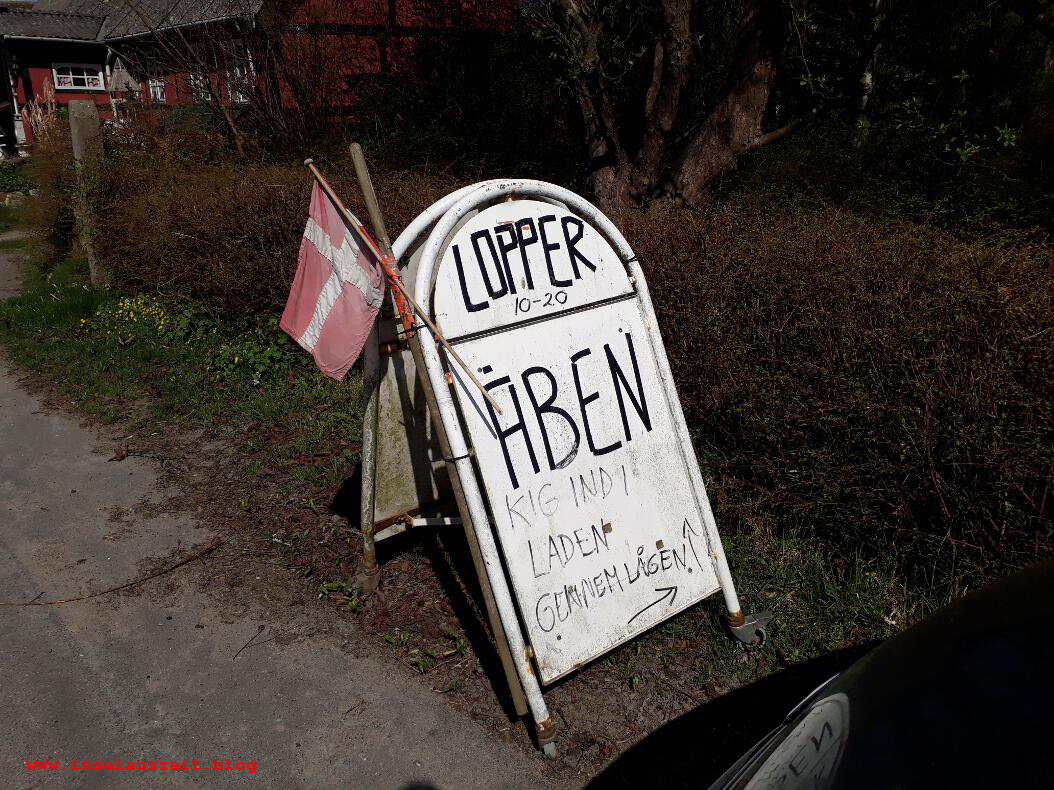 LOPPER
10-20
ÅBEN
KIG IND I
LADEN
GENNEM LÅGEN!
www.inselauszeit.blog